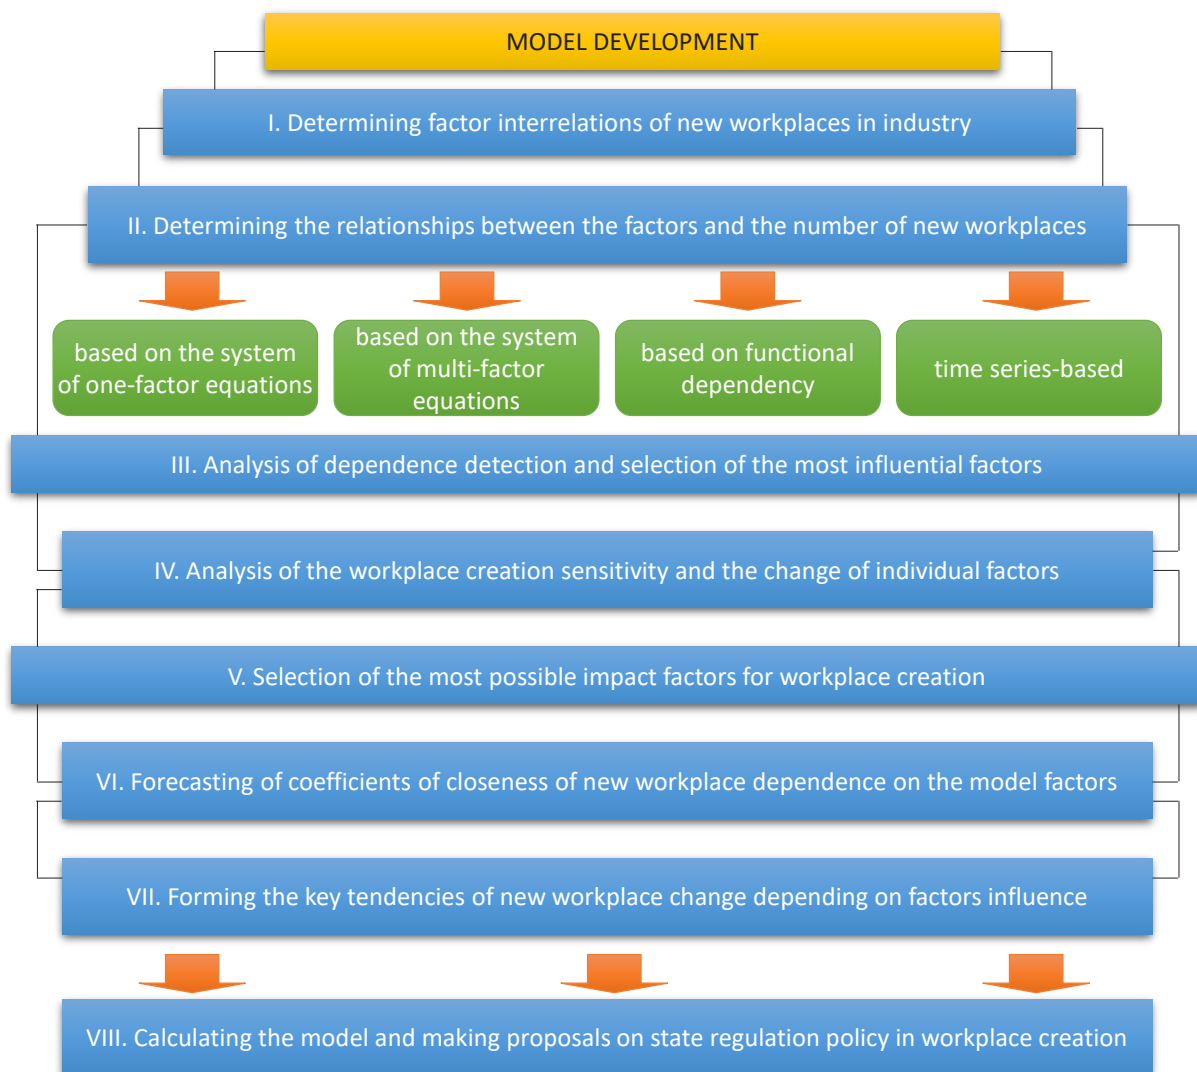 MODEL DEVELOPMENT
I. Determining factor interrelations of new workplaces in industry
II. Determining the relationships between the factors and the number of new workplaces
based on the system
of one-factor equations
based on the system
of multi-factor
equations
based on functional
dependency
time series-based
III. Analysis of dependence detection and selection of the most influential factors
IV. Analysis of the workplace creation sensitivity and the change of individual factors
V. Selection of the most possible impact factors for workplace creation
VI. Forecasting of coefficients of closeness of new workplace dependence on the model factors
VII. Forming the key tendencies of new workplace change depending on factors influence
VIII. Calculating the model and making proposals on state regulation policy in workplace creation